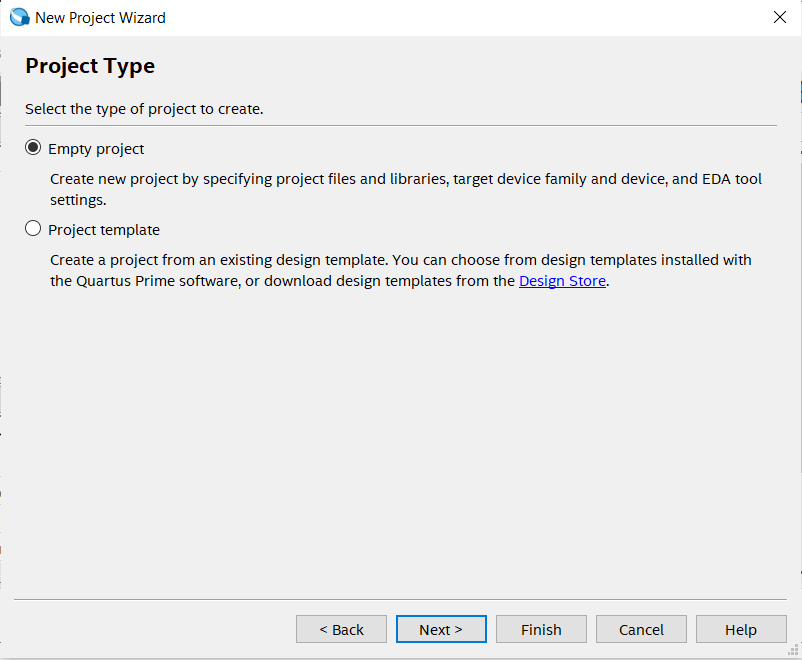 New Project Wizard
Project Type
Select the type of project to create.
Empty project
Create new project by specifying project files and libraries, target device family and device, and EDA tool
settings.
Project template
Create a project from an existing design template. You can choose from design templates installed with
the Quartus Prime software, or download design templates from the Design Store.
< Back
Next >
Finish
Cancel
Help